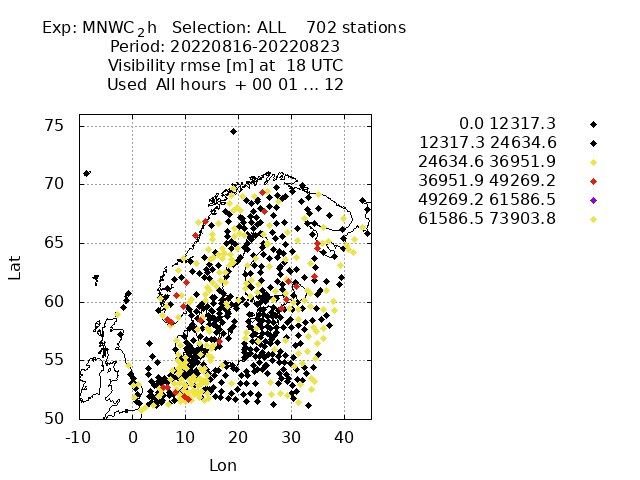 Exp: MNWC_2h   Selection: ALL    702 stations
Period: 20220816-20220823
Visibility rmse [m] at  18 UTC
Used  All hours  + 00 01 ... 12
0.0 12317.3
12317.3 24634.6
24634.6 36951.9
36951.9 49269.2
49269.2 61586.5
61586.5 73903.8
75
70
65
60
55
50
Lat
-10 0 10 20 30 40
Lon